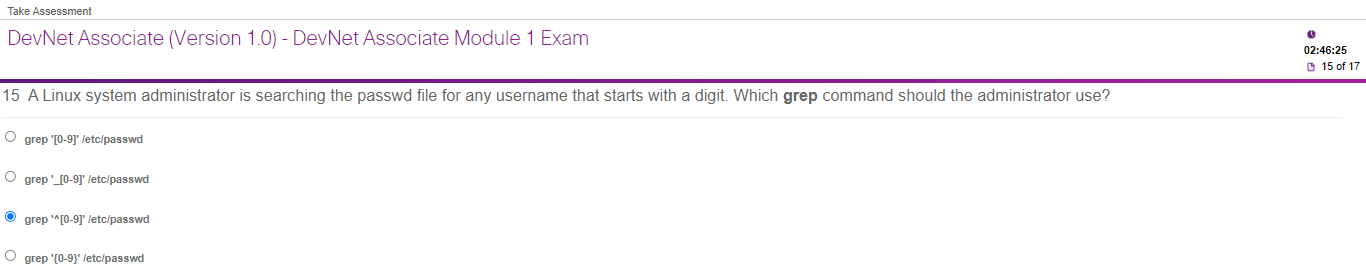 Take Assessment
DevNet Associate (Version 1.0) - DevNet Associate Module 1 Exam
02:46:25
15 of 17
15 A Linux system administrator is searching the passwd file for any username that starts with a digit. Which grep command should the administrator use?
grep '[0-9]' /etc/passwd
grep '_[0-9]' /etc/passwd
grep '^[0-9]' /etc/passwd
grep '{0-9}' /etc/passwd